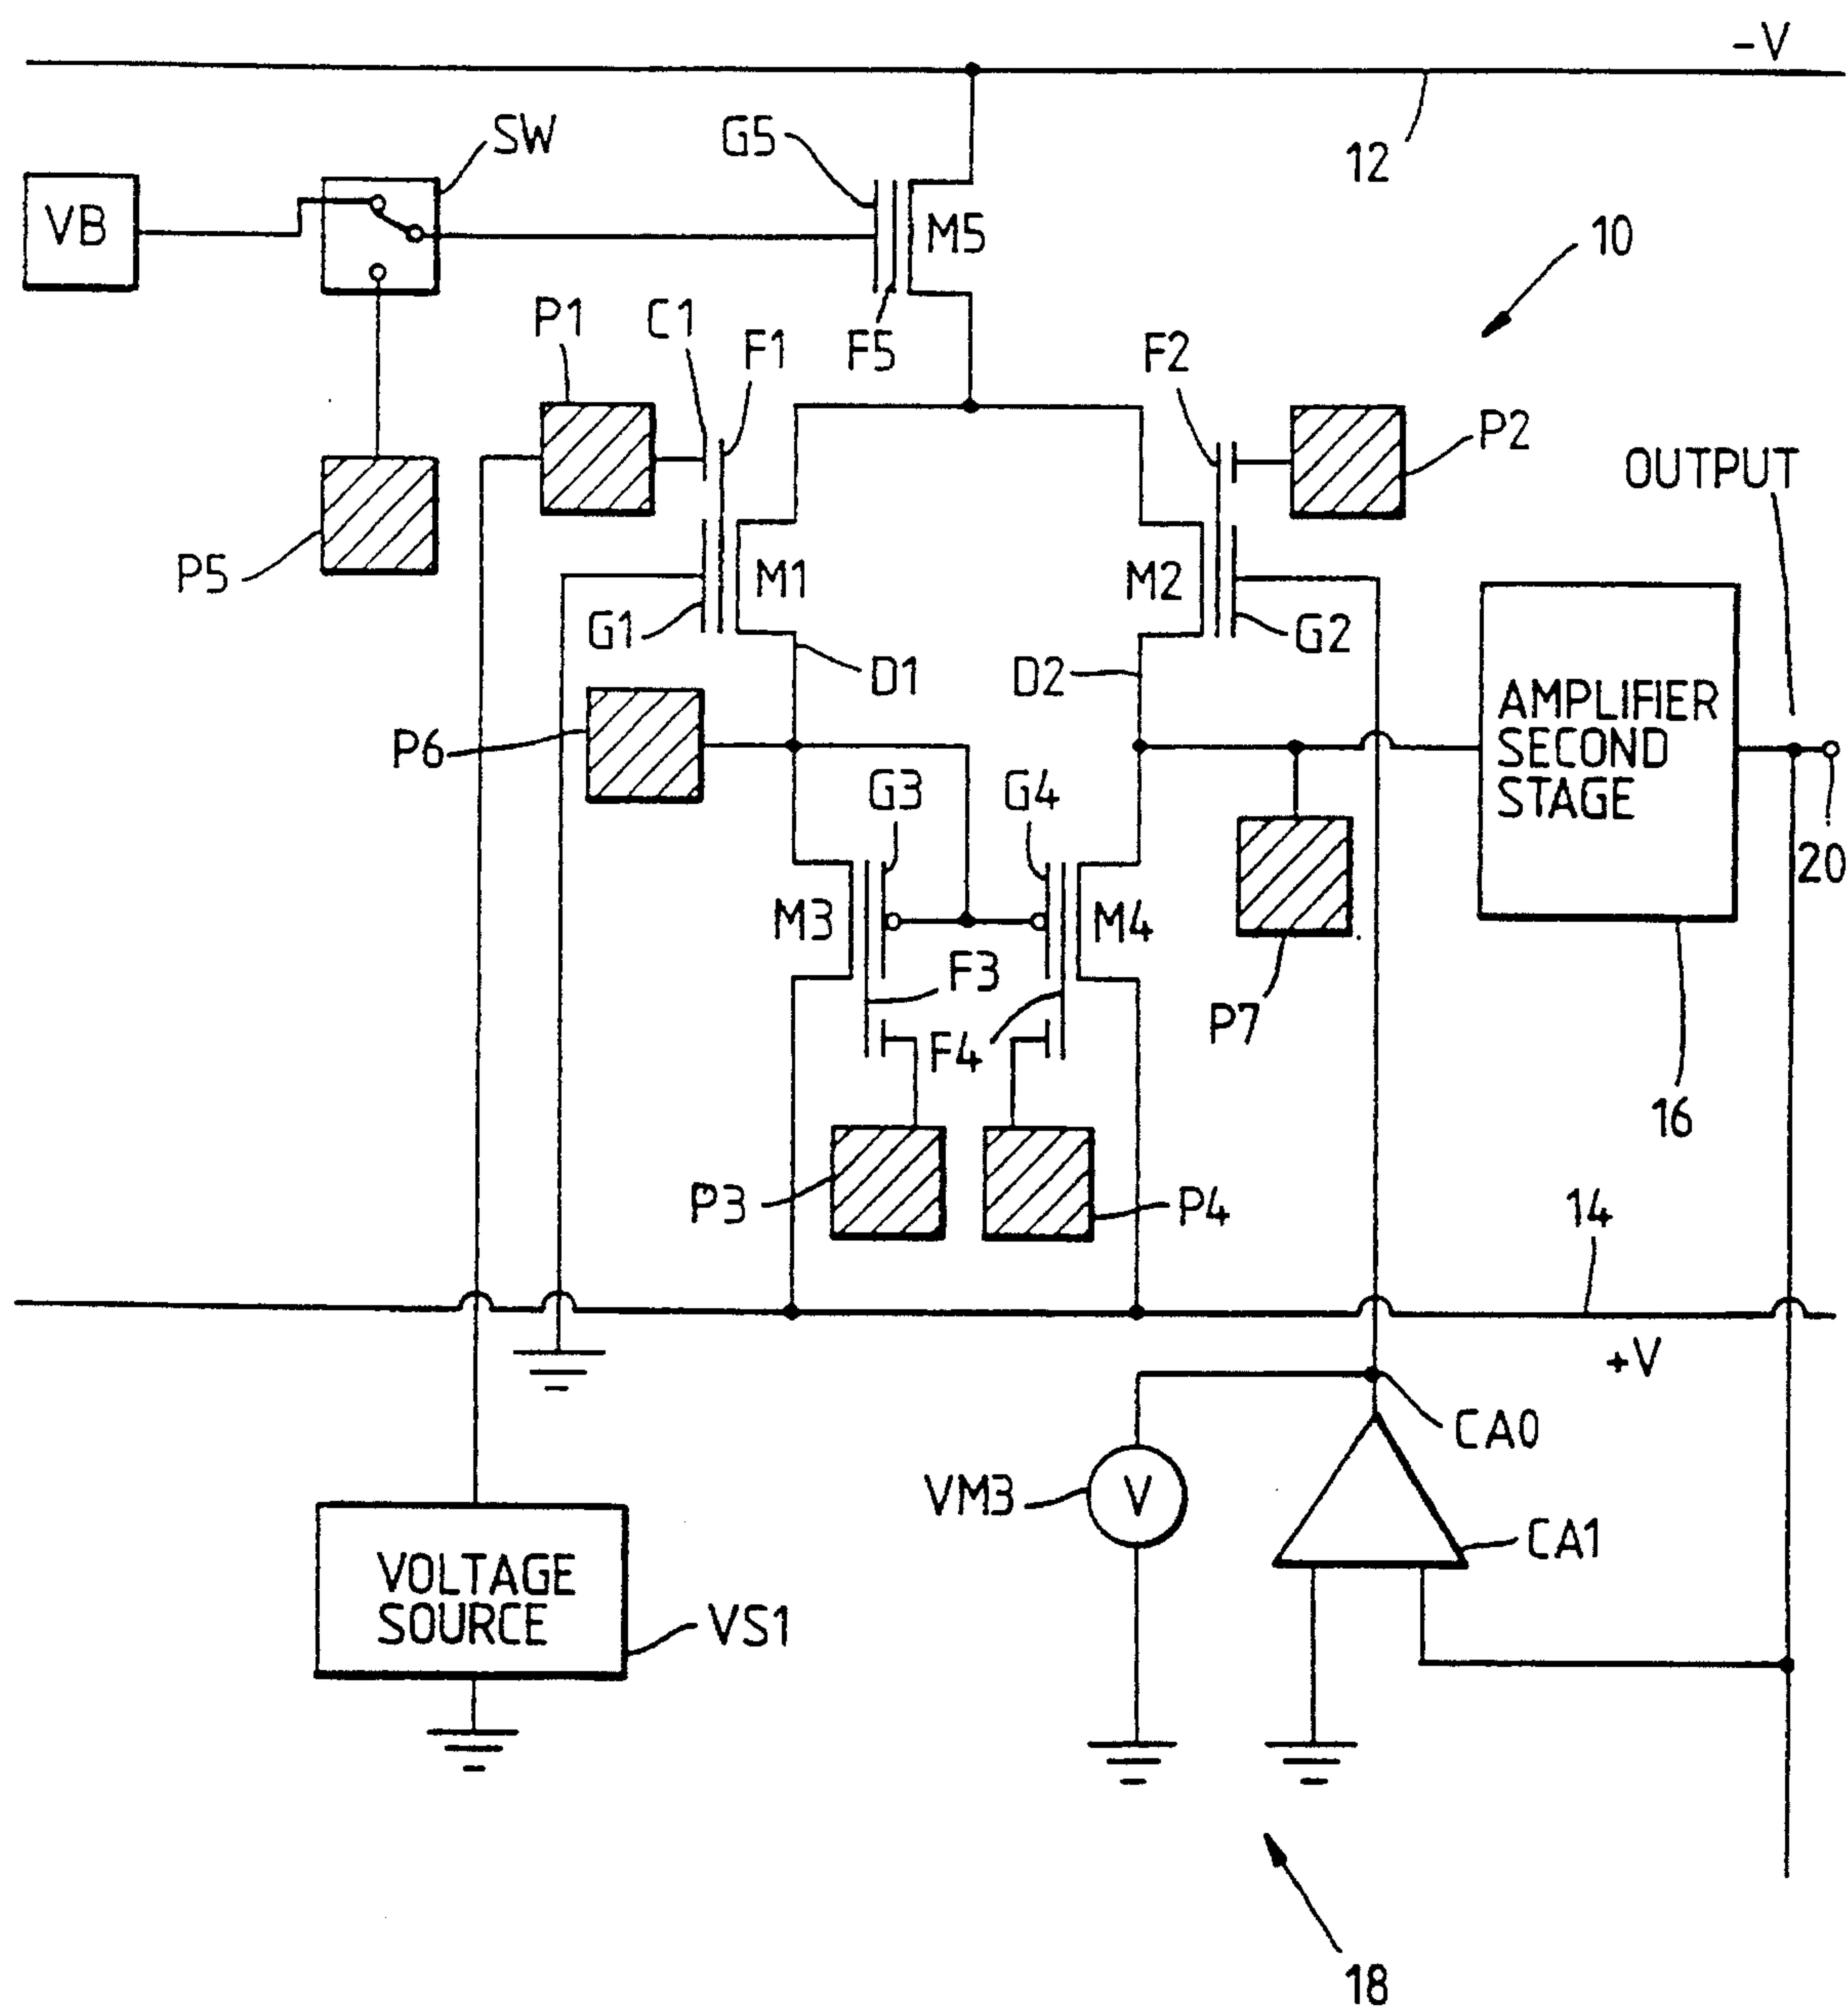 -V
12
SW
G5
VB
M5
10
P1
C1
F1
F5
F2
P2
OUTPUT
P5
M1
M2
G1
G2
D1
D2
P6
AMPLIFIER
SECOND
STAGE
G3
G4
20
M3
M4
F3
P7
F4
16
P3
P4
14
+V
CA0
VM3
V
CA1
VOLTAGE
SOURCE
VS1
18